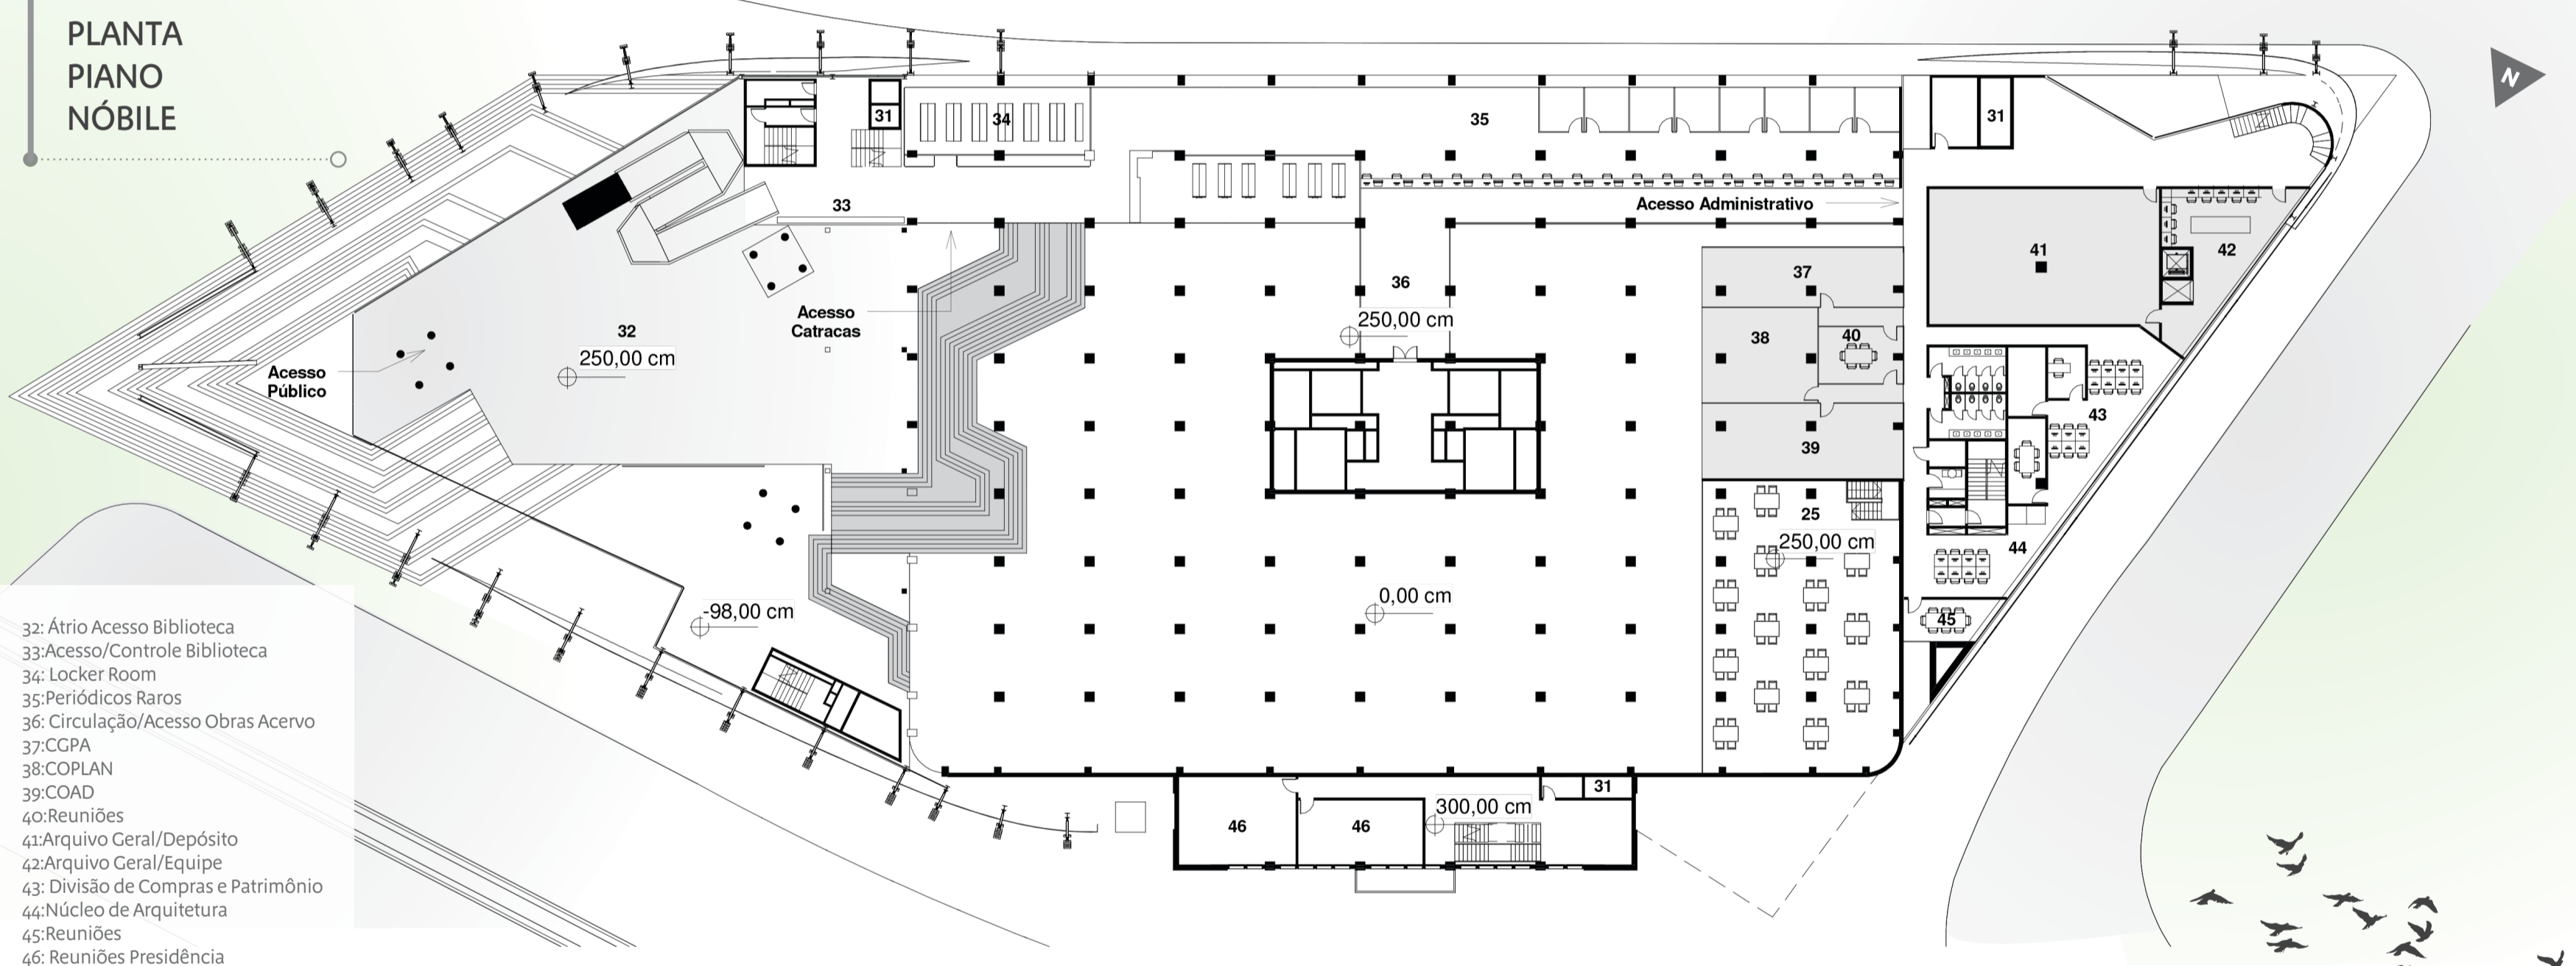 PLANTA
PIANO
NÓBILE
N
31
34
35
31
33
Acesso Administrativo
41
42
37
36
Acesso
Catracas
250,00 cm
32
250,00 cm
38
40
Acesso
Público
43
39
25
250,00 cm
44
0,00 cm
-98,00 cm
45
31
300,00 cm
46
46
32: Átrio Acesso Biblioteca
33:Acesso/Controle Biblioteca
34: Locker Room
35:Periódicos Raros
36: Circulação/Acesso Obras Acervo
37:CGPA
38:COPLAN
39:COAD
40:Reuniões
41:Arquivo Geral/Depósito
42:Arquivo Geral/Equipe
43: Divisão de Compras e Patrimônio
44:Núcleo de Arquitetura
45:Reuniões
46: Reuniões Presidência